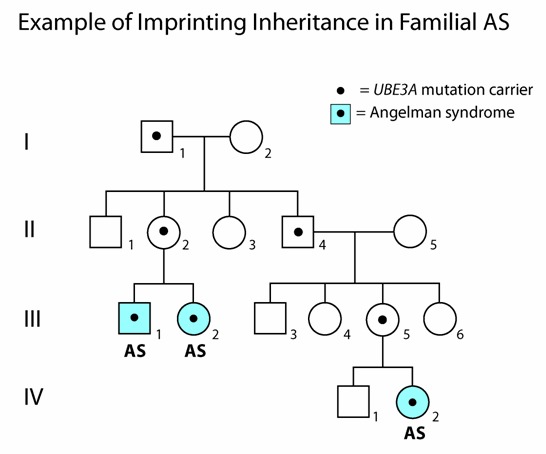 Example of Imprinting Inheritance in Familial AS
= UBE3A mutation carrier
= Angelman syndrome
I
1
2
II
1
2
3
4
5
III
1
2
3
4
5
6
AS
AS
IV
1
2
AS